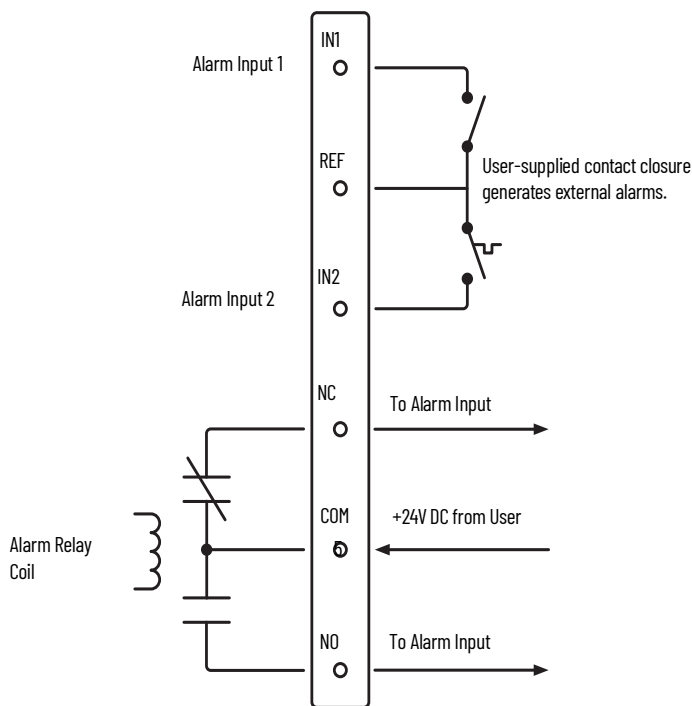 IN1
Alarm Input 1
REF
User-supplied contact closure
generates external alarms.
IN2
Alarm Input 2
NC
To Alarm Input
COM
+24V DC from User
Alarm Relay
Coil
NO
To Alarm Input